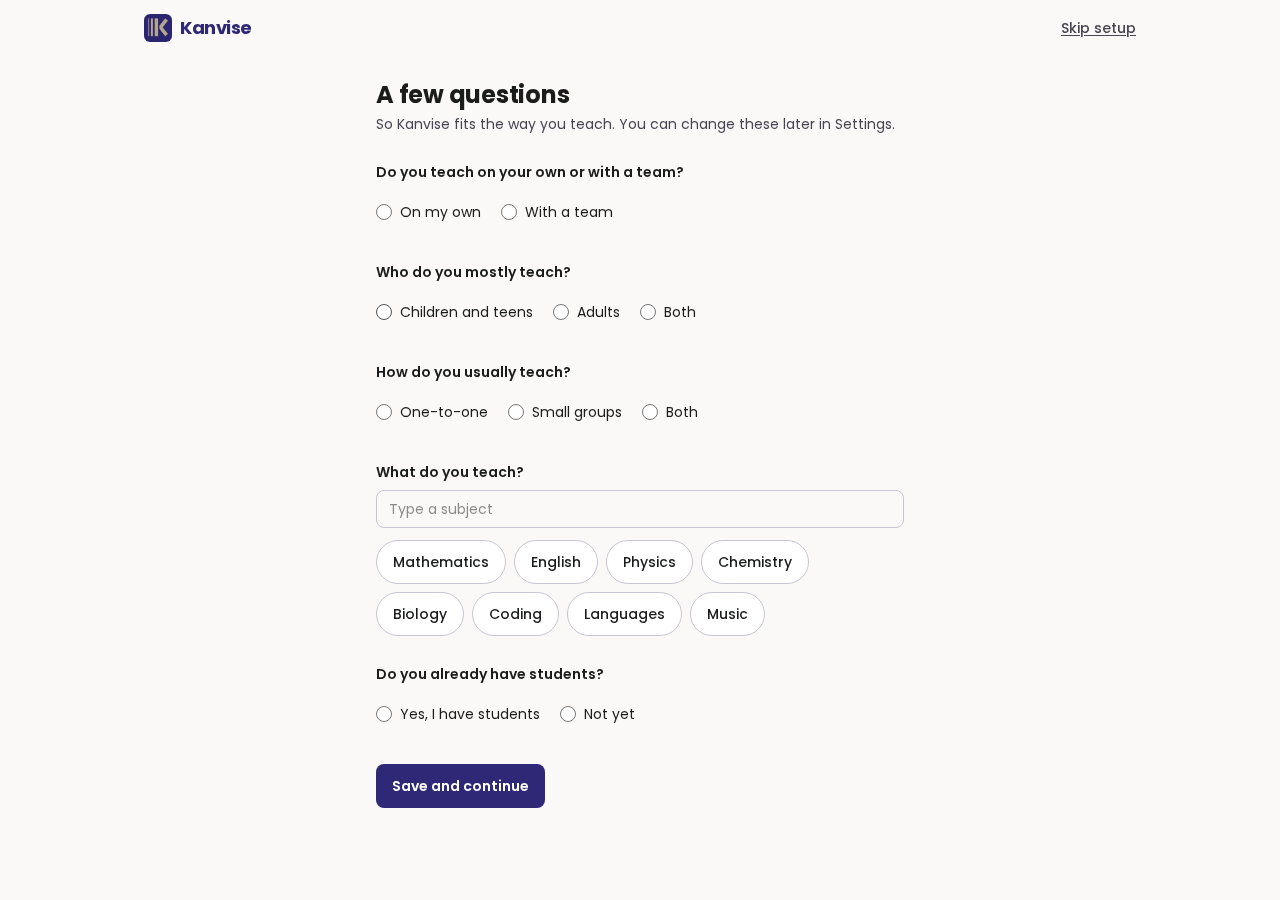 Kanvise
Skip setup
A few questions
So Kanvise fits the way you teach. You can change these later in Settings.
Do you teach on your own or with a team?
On my own
With a team
Who do you mostly teach?
Children and teens
Adults
Both
How do you usually teach?
One-to-one
Small groups
Both
What do you teach?
Type a subject
Mathematics
English
Physics
Chemistry
Biology
Coding
Languages
Music
Do you already have students?
Yes, I have students
Not yet
Save and continue